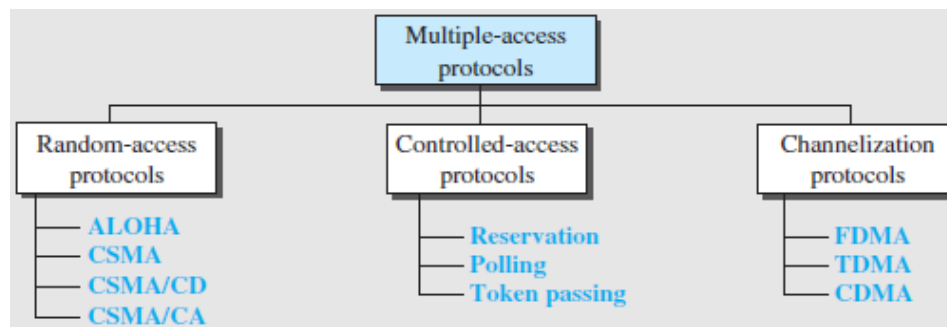 Multiple-access
protocols
Random-access
protocols
ALOHA
CSMA
CSMA/CD
CSMA/CA
Controlled-access
protocols
Reservation
Polling
Token passing
Channelization
protocols
FDMA
TDMA
CDMA